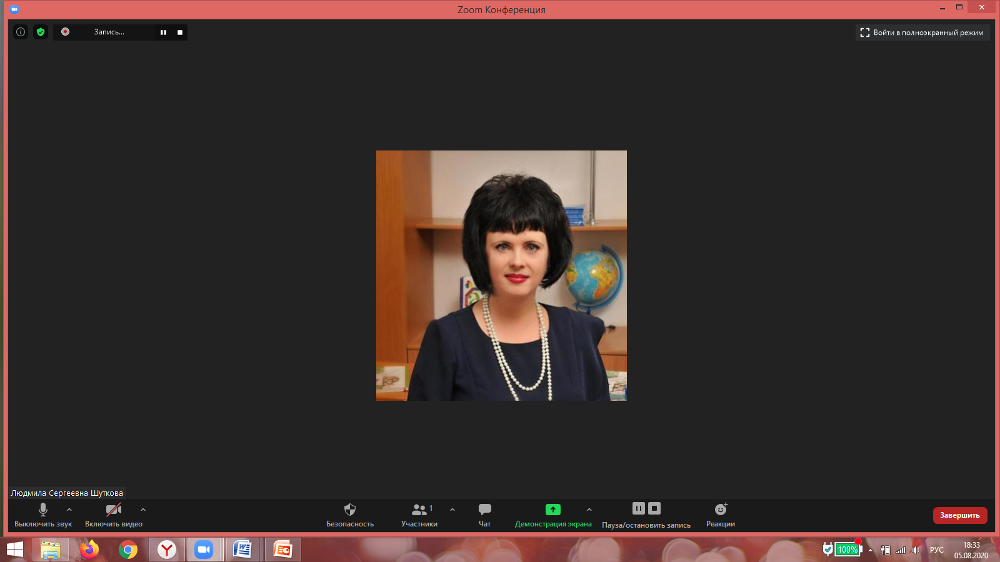 Zoom Конференция
Запись...
Войти в полноэкранный режим
Людмила Сергеевна Шуткова
Выключить звук
Включить видео
Безопасность
1
Участники
Чат
Демонстрация экрана
Пауза/остановить запись
Реакции
Завершить
100%
РУС
18:33
05.08.2020